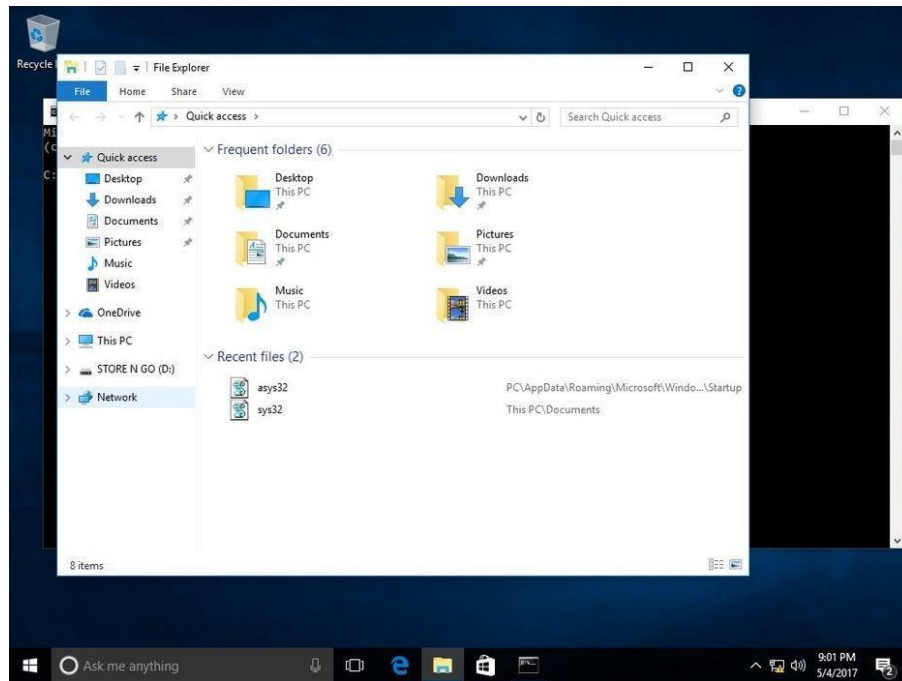 Recycle
File Explorer
File Home Share View
Quick access
Search Quick access
Mi
(c
C:
Quick access
Desktop
Downloads
Documents
Pictures
Music
Videos
OneDrive
This PC
STORE N GO (D:)
Network
Frequent folders (6)
Desktop
This PC
Downloads
This PC
Documents
This PC
Pictures
This PC
Music
This PC
Videos
This PC
Recent files (2)
asys32 PC\AppData\Roaming\Microsoft\Windo...\Startup
sys32 This PC\Documents
8 items
Ask me anything
9:01 PM
5/4/2017
2